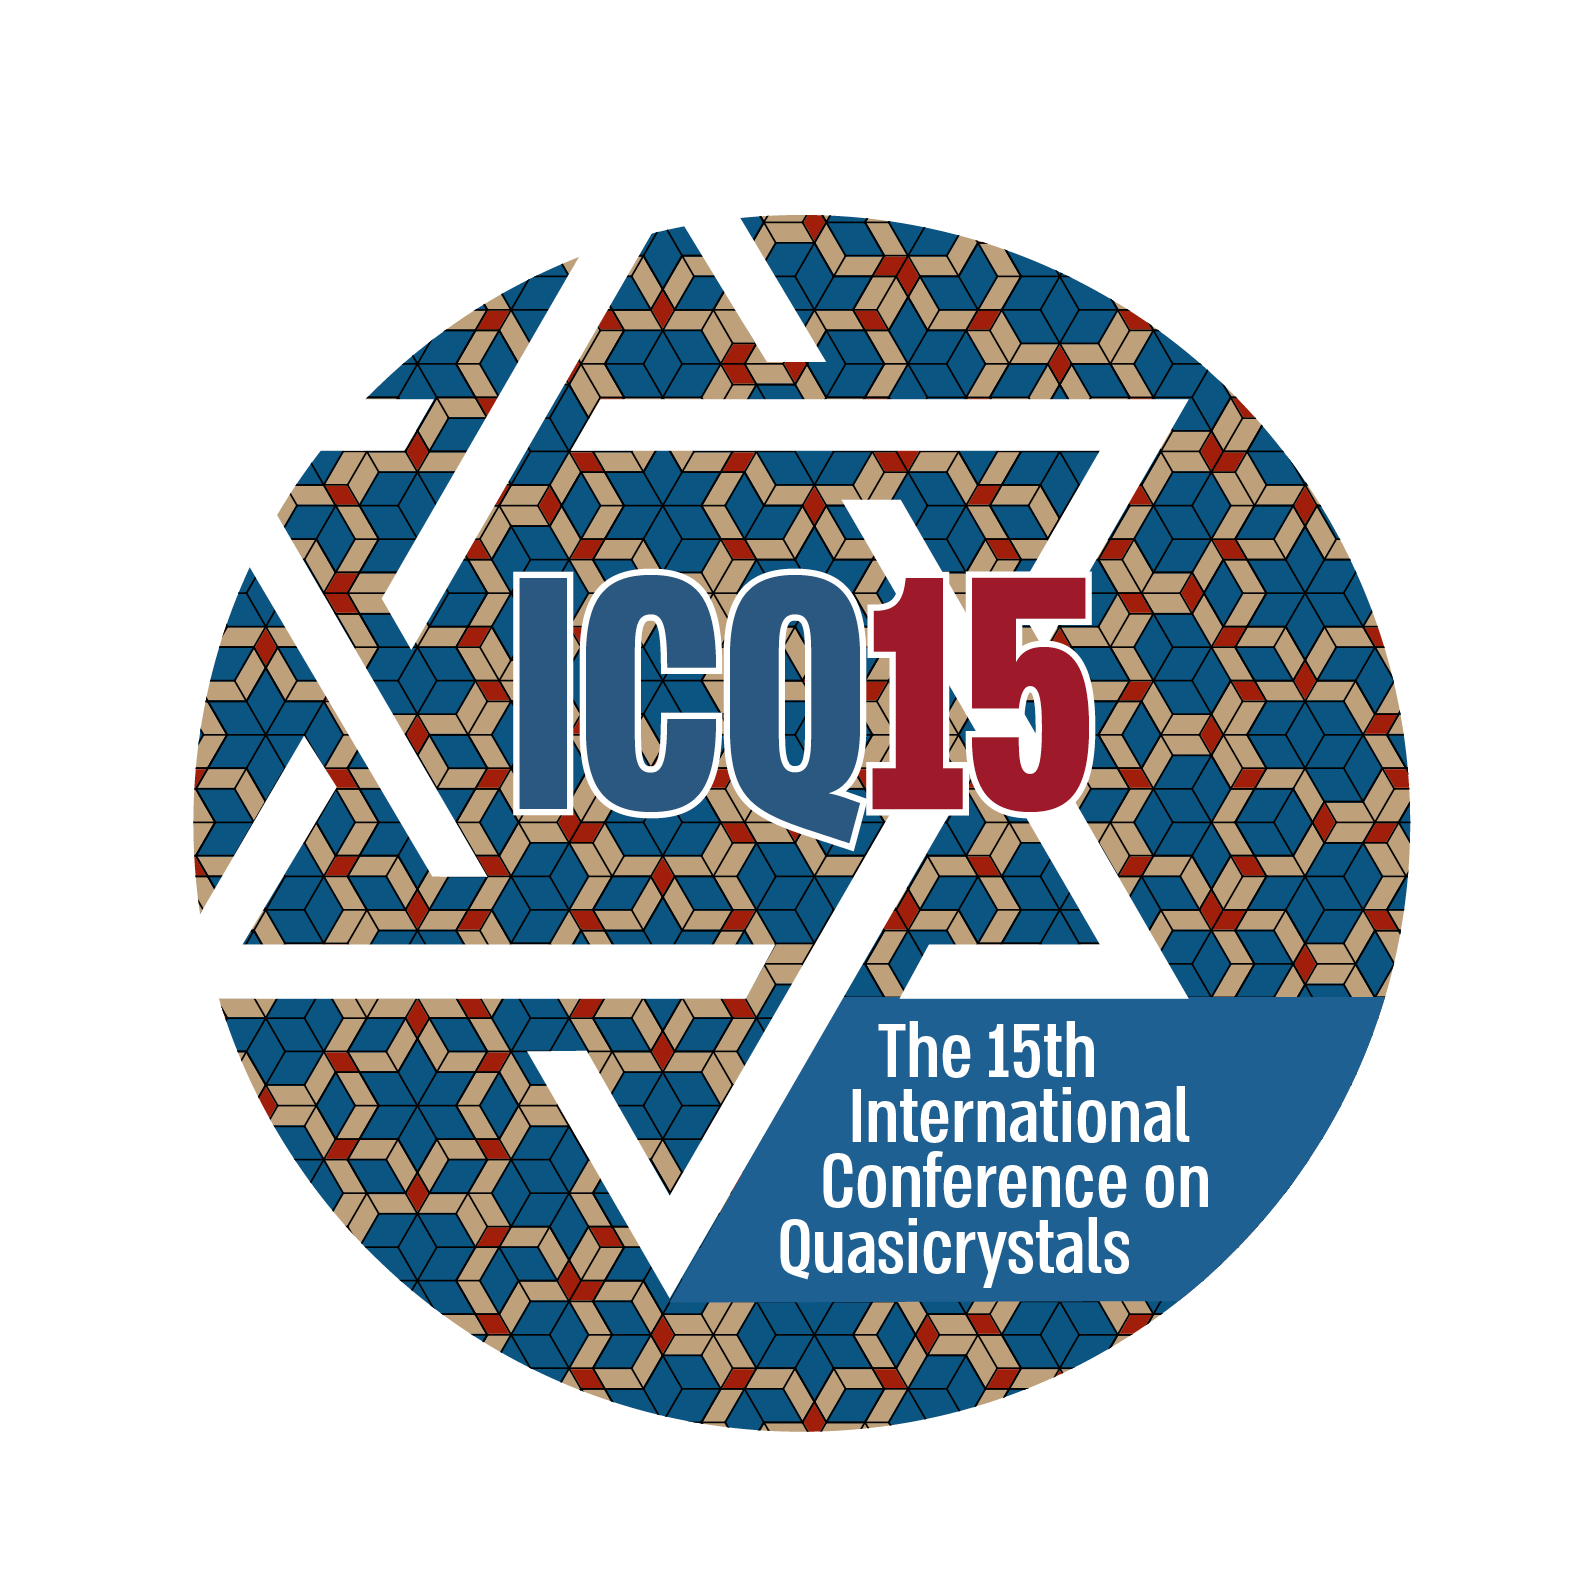 ICQ15
The 15th
International
Conference on
Quasicrystals